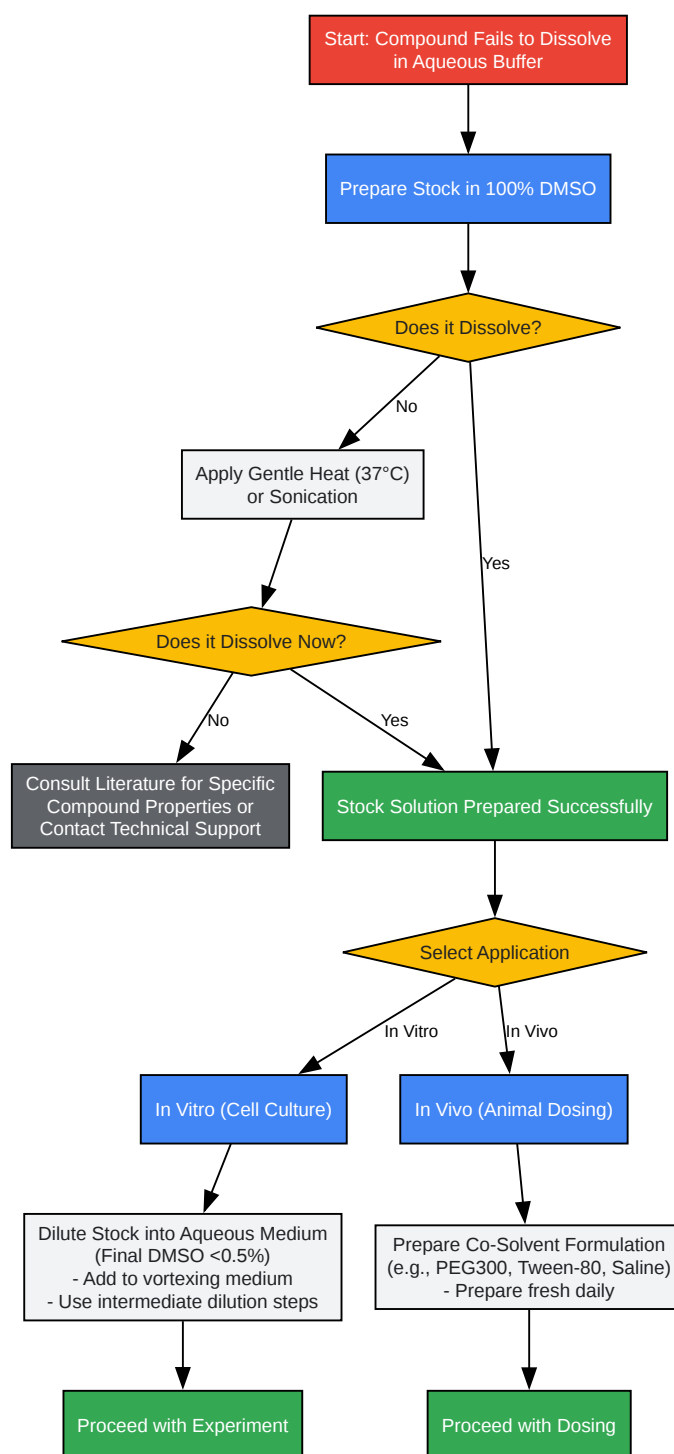 Start: Compound Fails to Dissolve
in Aqueous Buffer
Prepare Stock in 100% DMSO
Does it Dissolve?
No
Apply Gentle Heat (37°C)
or Sonication
Yes
Does it Dissolve Now?
No
Yes
Consult Literature for Specific
Compound Properties or
Contact Technical Support
Stock Solution Prepared Successfully
Select Application
In Vitro
In Vivo
In Vitro (Cell Culture)
In Vivo (Animal Dosing)
Dilute Stock into Aqueous Medium
(Final DMSO <0.5%)
- Add to vortexing medium
- Use intermediate dilution steps
Prepare Co-Solvent Formulation
(e.g., PEG300, Tween-80, Saline)
- Prepare fresh daily
Proceed with Experiment
Proceed with Dosing